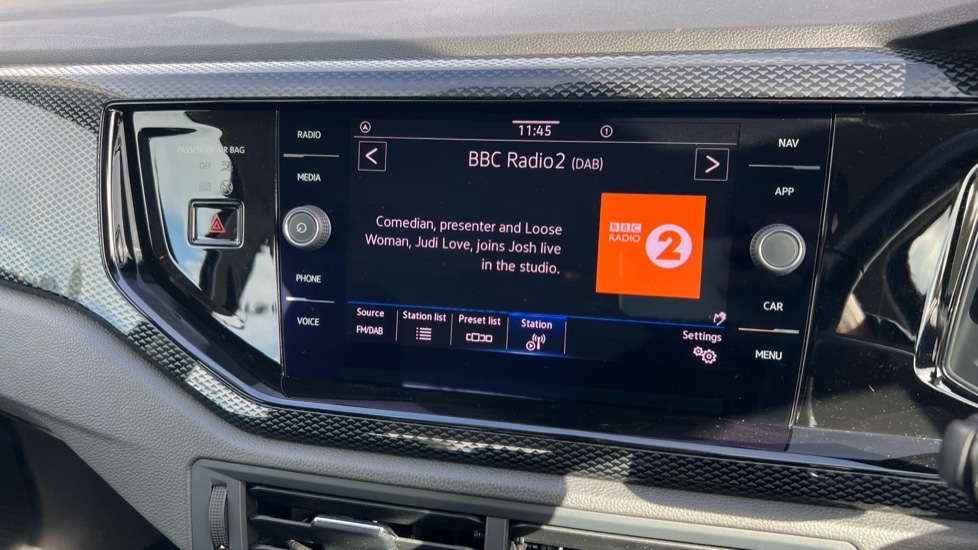 PASSENGER AIR BAG
OFF
RADIO
MEDIA
PHONE
VOICE
11:45
1
BBC Radio2 (DAB)
Comedian, presenter and Loose
Woman, Judi Love, joins Josh live
in the studio.
BBC
RADIO
2
Source
FM/DAB
Station list
Preset list
Station
Settings
NAV
APP
CAR
MENU